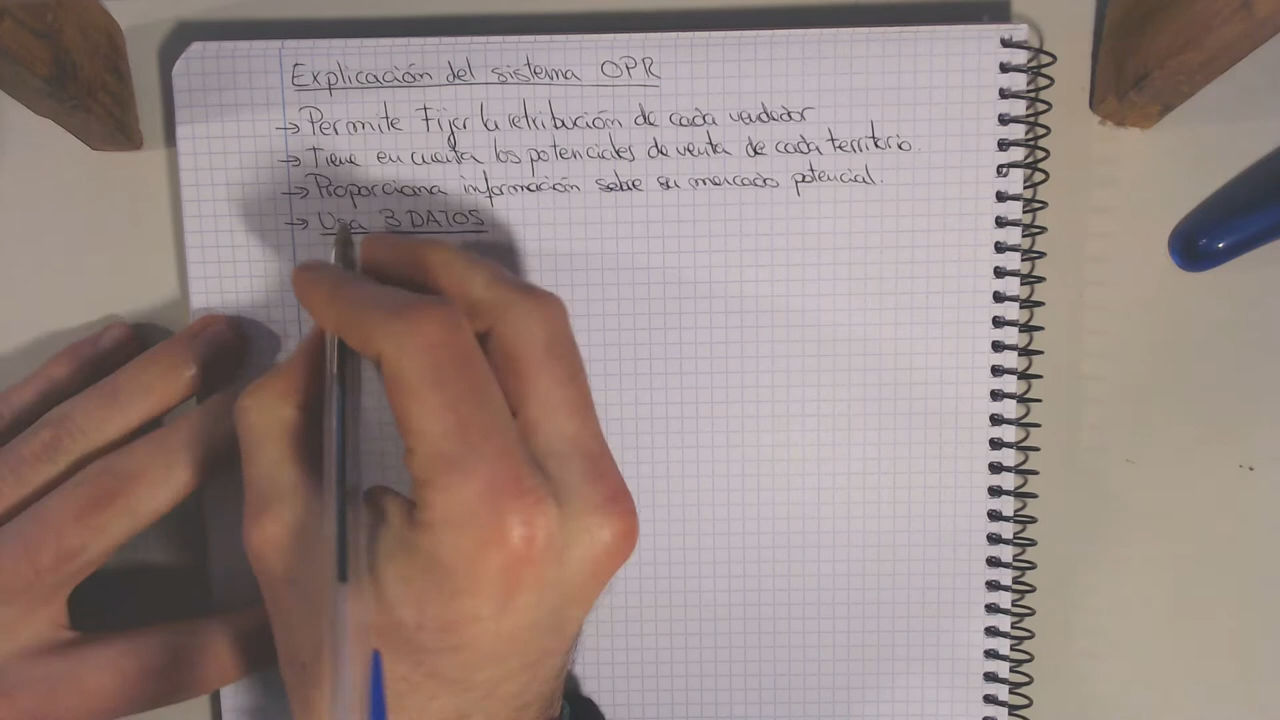 Explicación del sistema OPR
→ Permite Fijar la retribución de cada vendedor
→ Tiene en cuenta los potenciales de venta de cada territorio.
→ Proporciona información sobre su mercado potencial.
→ Usa 3 DATOS